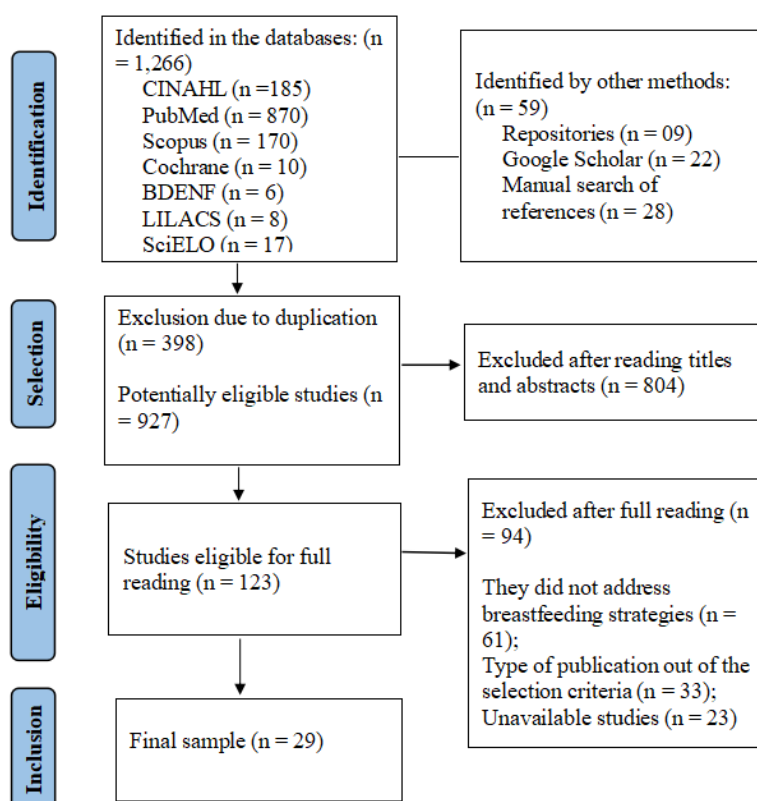 Identification
Identified in the databases: (n
= 1,266)
CINAHL (n =185)
PubMed (n = 870)
Scopus (n = 170)
Cochrane (n = 10)
BDENF (n = 6)
LILACS (n = 8)
SciELO (n = 17)
Identified by other methods:
(n = 59)
Repositories (n = 09)
Google Scholar (n = 22)
Manual search of
references (n = 28)
Selection
Exclusion due to duplication
(n = 398)
Potentially eligible studies (n
= 927)
Excluded after reading titles
and abstracts (n = 804)
Eligibility
Studies eligible for full
reading (n = 123)
Excluded after full reading (n
= 94)
They did not address
breastfeeding strategies (n =
61);
Type of publication out of the
selection criteria (n = 33);
Unavailable studies (n = 23)
Inclusion
Final sample (n = 29)